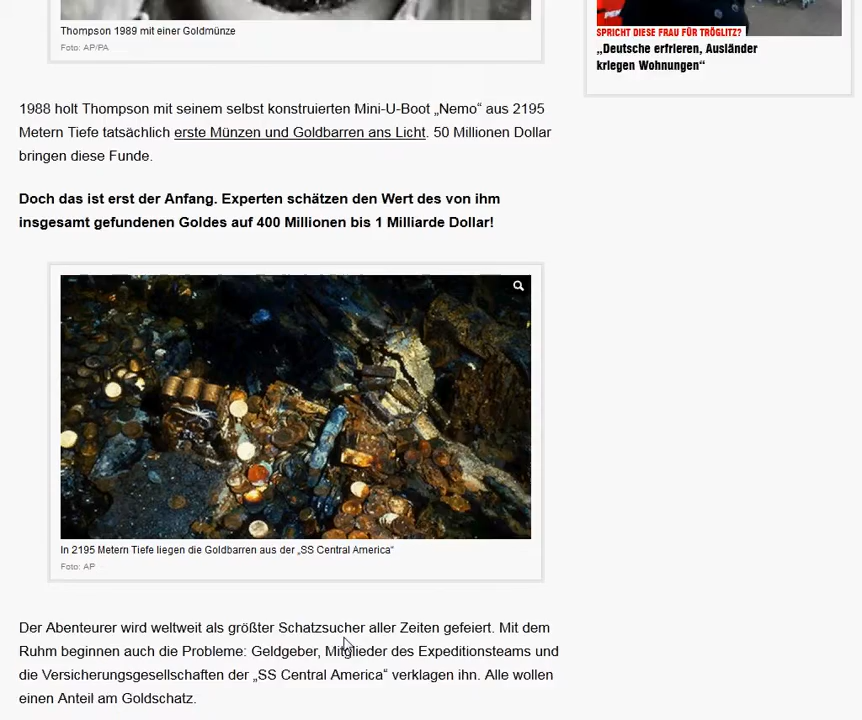 Thompson 1989 mit einer Goldmünze
Foto: AP/PA
SPRICHT DIESE FRAU FÜR TRÖGLITZ?
„Deutsche erfrieren, Ausländer
kriegen Wohnungen“
1988 holt Thompson mit seinem selbst konstruierten Mini-U-Boot „Nemo“ aus 2195
Metern Tiefe tatsächlich erste Münzen und Goldbarren ans Licht. 50 Millionen Dollar
bringen diese Funde.
Doch das ist erst der Anfang. Experten schätzen den Wert des von ihm
insgesamt gefundenen Goldes auf 400 Millionen bis 1 Milliarde Dollar!
In 2195 Metern Tiefe liegen die Goldbarren aus der „SS Central America“
Foto: AP
Der Abenteurer wird weltweit als größter Schatzsucher aller Zeiten gefeiert. Mit dem
Ruhm beginnen auch die Probleme: Geldgeber, Mitglieder des Expeditionsteams und
die Versicherungsgesellschaften der „SS Central America“ verklagen ihn. Alle wollen
einen Anteil am Goldschatz.